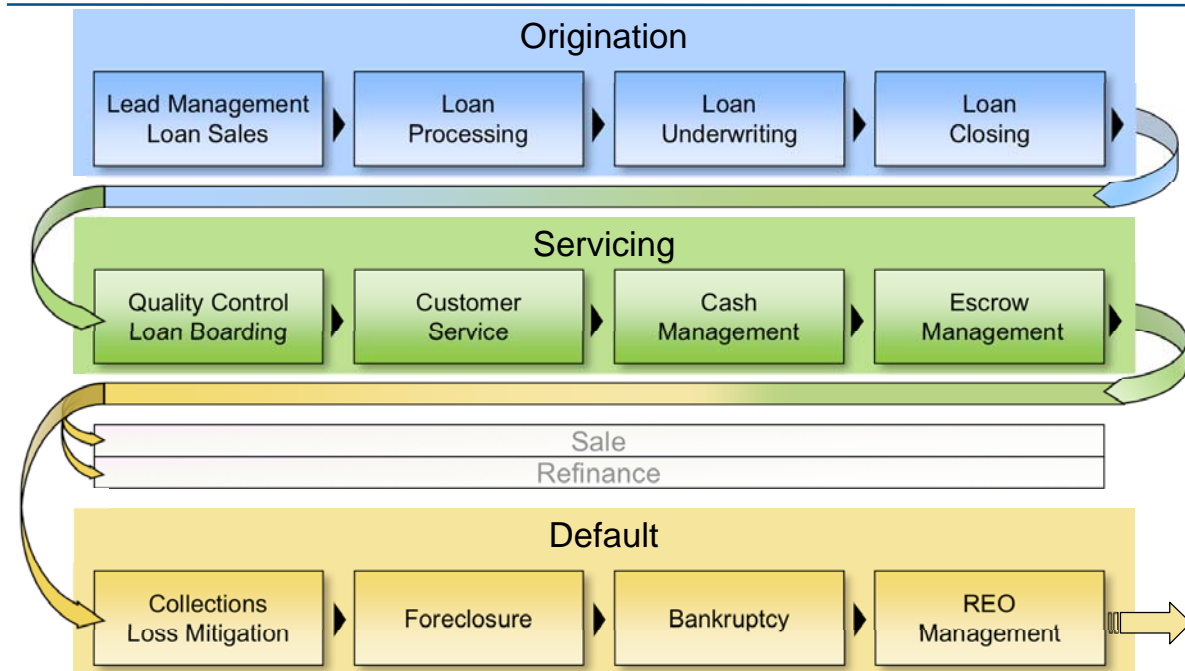 Origination
Lead Management
Loan Sales
Loan
Processing
Loan
Underwriting
Loan
Closing
Servicing
Quality Control
Loan Boarding
Customer
Service
Cash
Management
Escrow
Management
Sale
Refinance
Default
Collections
Loss Mitigation
Foreclosure
Bankruptcy
REO
Management